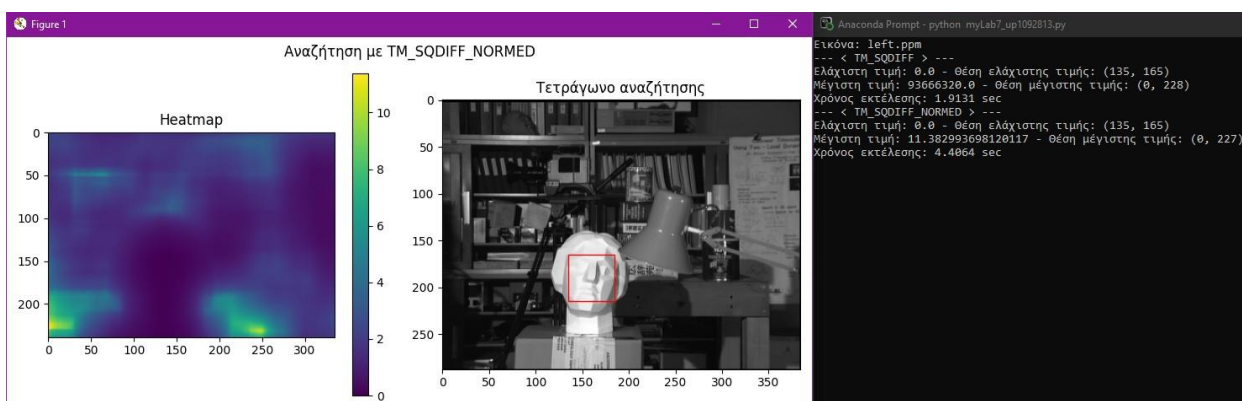 Figure 1
Αναζήτηση με TM_SQDIFF_NORMED
Heatmap
0
50
100
150
200
0 50 100 150 200 250 300
10
8
6
4
2
0
Τετράγωνο αναζήτησης
0
50
100
150
200
250
0 50 100 150 200 250 300 350
Anaconda Prompt - python myLab7_up1092813.py
Εικόνα: left.ppm
--- < TM_SQDIFF > ---
Ελάχιστη τιμή: 0.0 - Θέση ελάχιστης τιμής: (135, 165)
Μέγιστη τιμή: 93666320.0 - Θέση μέγιστης τιμής: (0, 228)
Χρόνος εκτέλεσης: 1.9131 sec
--- < TM_SQDIFF_NORMED > ---
Ελάχιστη τιμή: 0.0 - Θέση ελάχιστης τιμής: (135, 165)
Μέγιστη τιμή: 11.382993698120117 - Θέση μέγιστης τιμής: (0, 227)
Χρόνος εκτέλεσης: 4.4064 sec